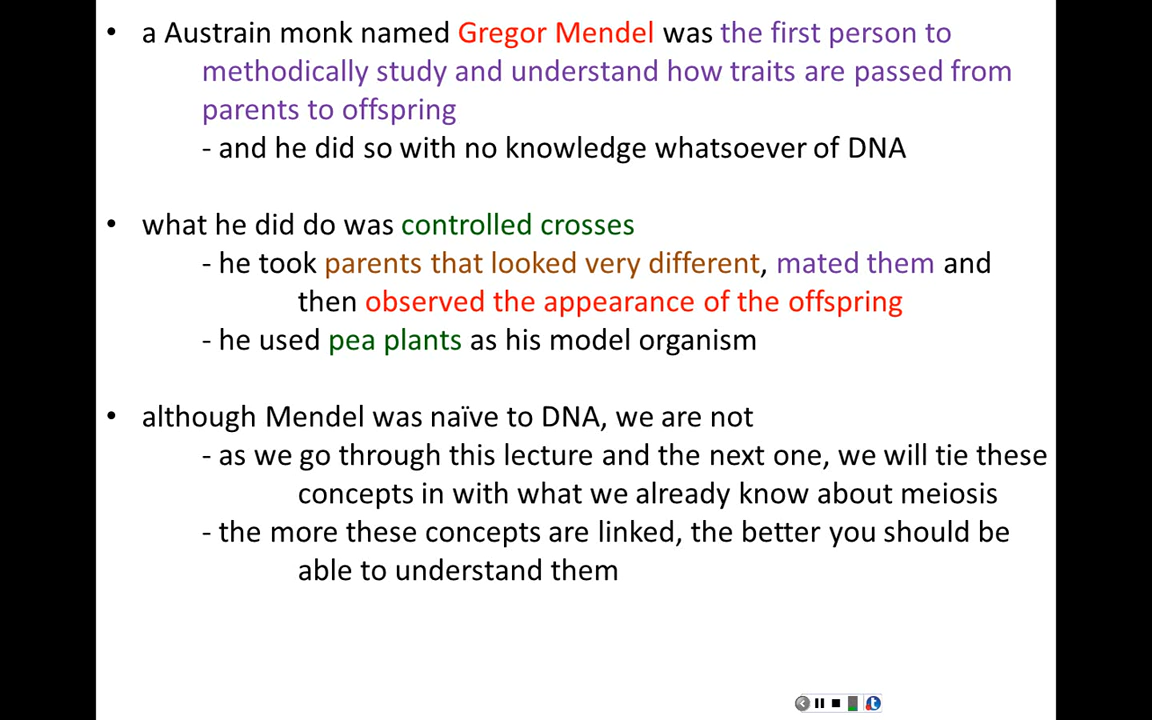 • a Austrain monk named Gregor Mendel was the first person to
methodically study and understand how traits are passed from
parents to offspring
- and he did so with no knowledge whatsoever of DNA
• what he did do was controlled crosses
- he took parents that looked very different, mated them and
then observed the appearance of the offspring
- he used pea plants as his model organism
• although Mendel was naïve to DNA, we are not
- as we go through this lecture and the next one, we will tie these
concepts in with what we already know about meiosis
- the more these concepts are linked, the better you should be
able to understand them